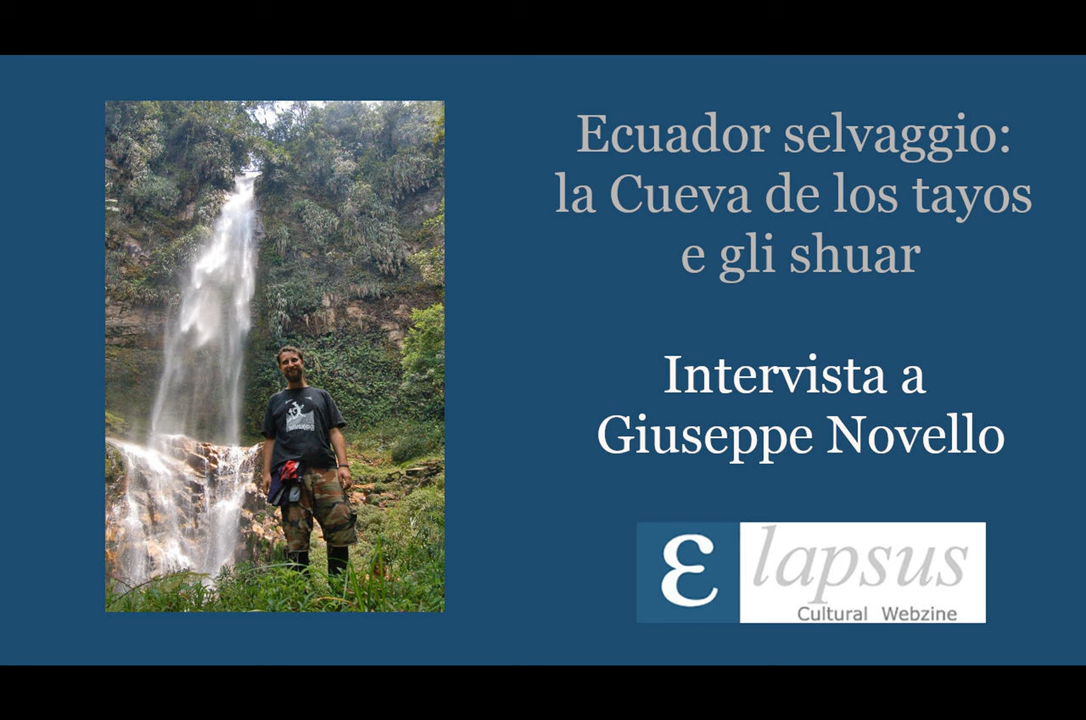 Ecuador selvaggio:
la Cueva de los tayos
e gli shuar
Intervista a
Giuseppe Novello
ε lapsus
Cultural Webzine